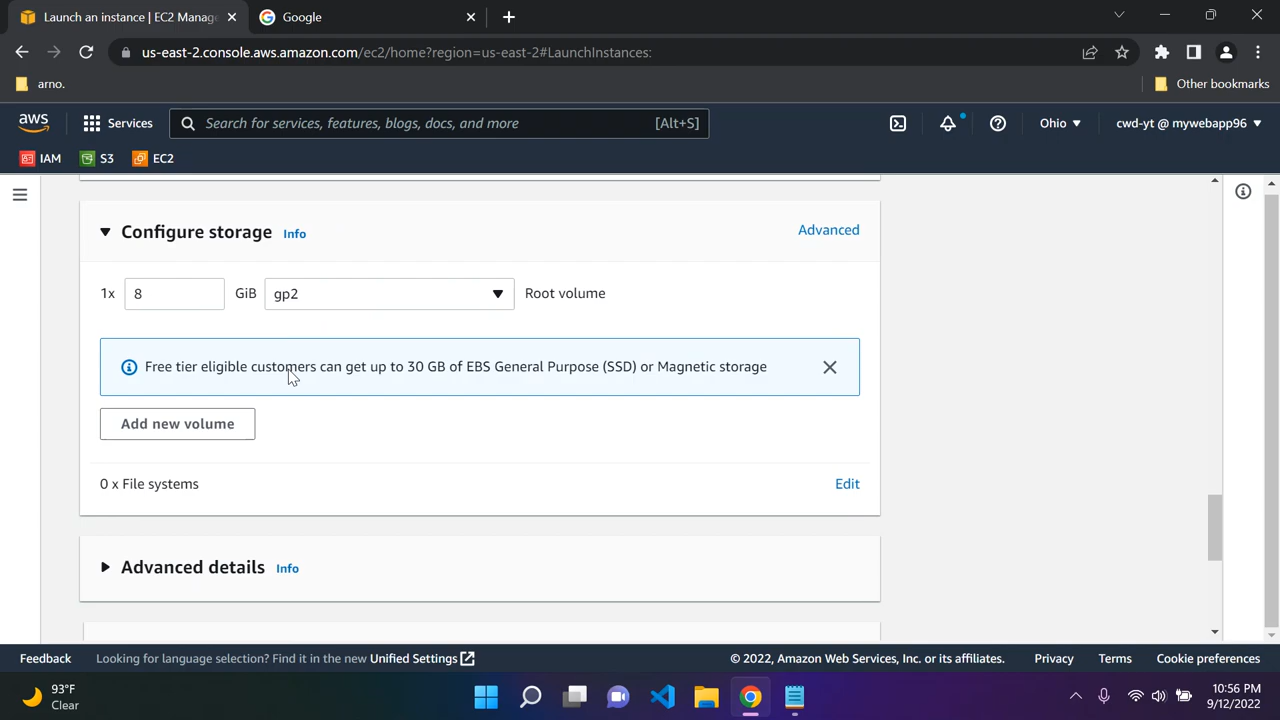 Launch an instance | EC2 Manag
Google
us-east-2.console.aws.amazon.com/ec2/home?region=us-east-2#LaunchInstances:
arno.
Other bookmarks
aws
Services
Search for services, features, blogs, docs, and more
[Alt+S]
Ohio
cwd-yt @ mywebapp96
IAM
S3
EC2
Configure storage
Info
Advanced
1x
8
GiB
gp2
Root volume
Free tier eligible customers can get up to 30 GB of EBS General Purpose (SSD) or Magnetic storage
Add new volume
0 x File systems
Edit
Advanced details
Info
Feedback
Looking for language selection? Find it in the new Unified Settings
© 2022, Amazon Web Services, Inc. or its affiliates.
Privacy
Terms
Cookie preferences
93°F
Clear
10:56 PM
9/12/2022